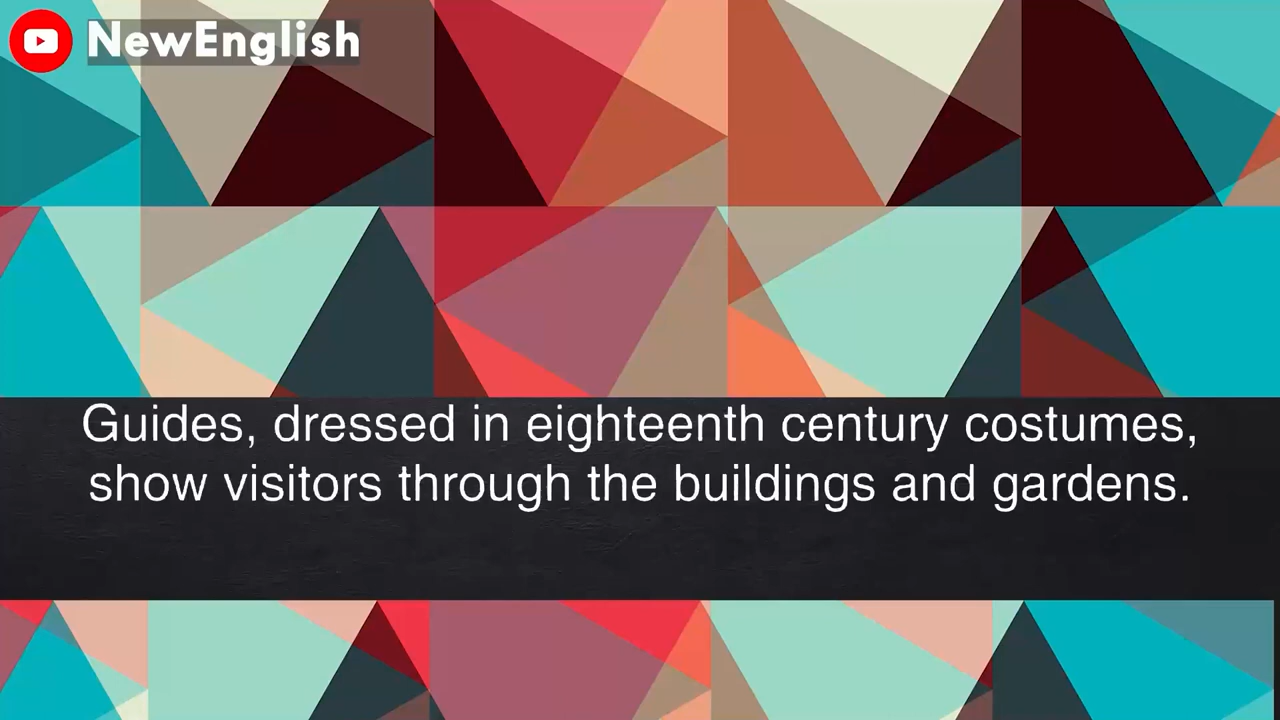 NewEnglish
Guides, dressed in eighteenth century costumes,
show visitors through the buildings and gardens.